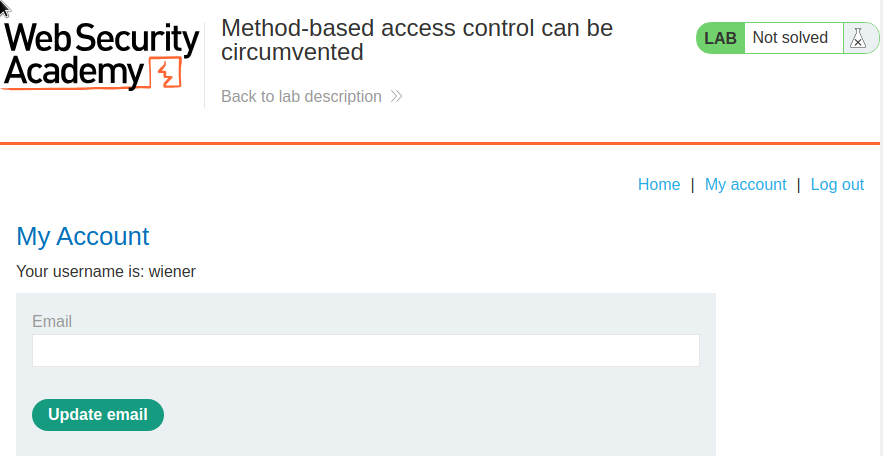 Web Security
Academy
Method-based access control can be
circumvented
Back to lab description
LAB Not solved
Home | My account | Log out
My Account
Your username is: wiener
Email
Update email